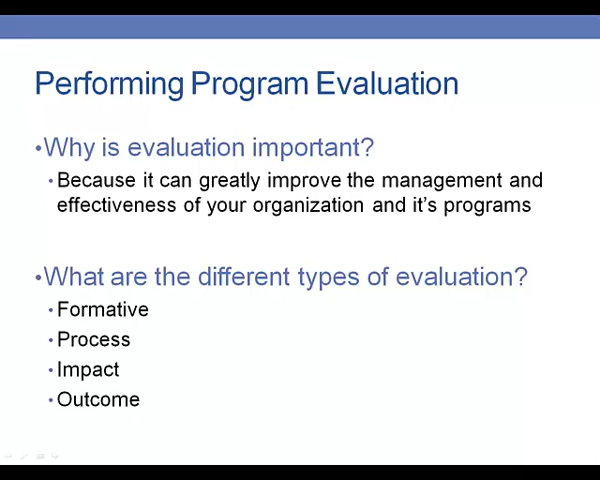 Performing Program Evaluation
•Why is evaluation important?
•Because it can greatly improve the management and
effectiveness of your organization and it's programs
•What are the different types of evaluation?
•Formative
•Process
•Impact
•Outcome